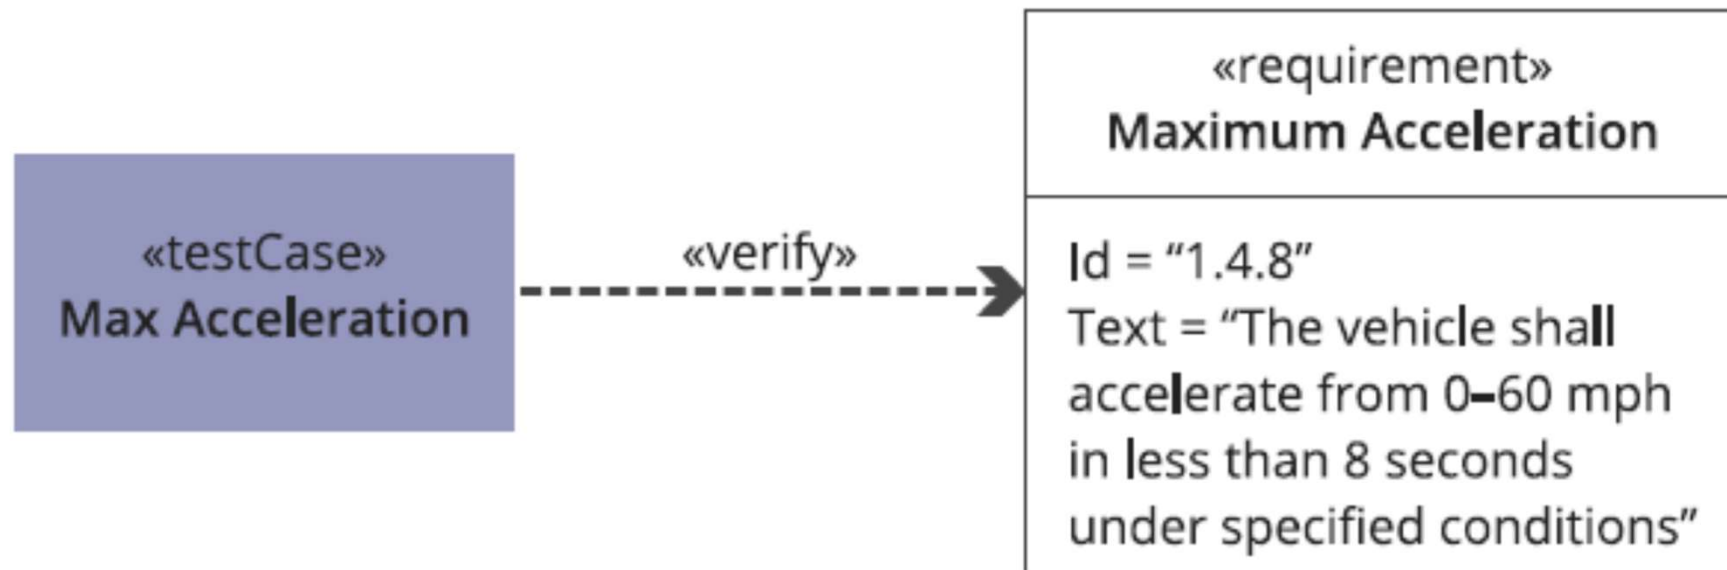 «requirement»
Maximum Acceleration
«testCase»
Max Acceleration
«verify»
Id = “1.4.8”
Text = “The vehicle shall
accelerate from 0–60 mph
in less than 8 seconds
under specified conditions”